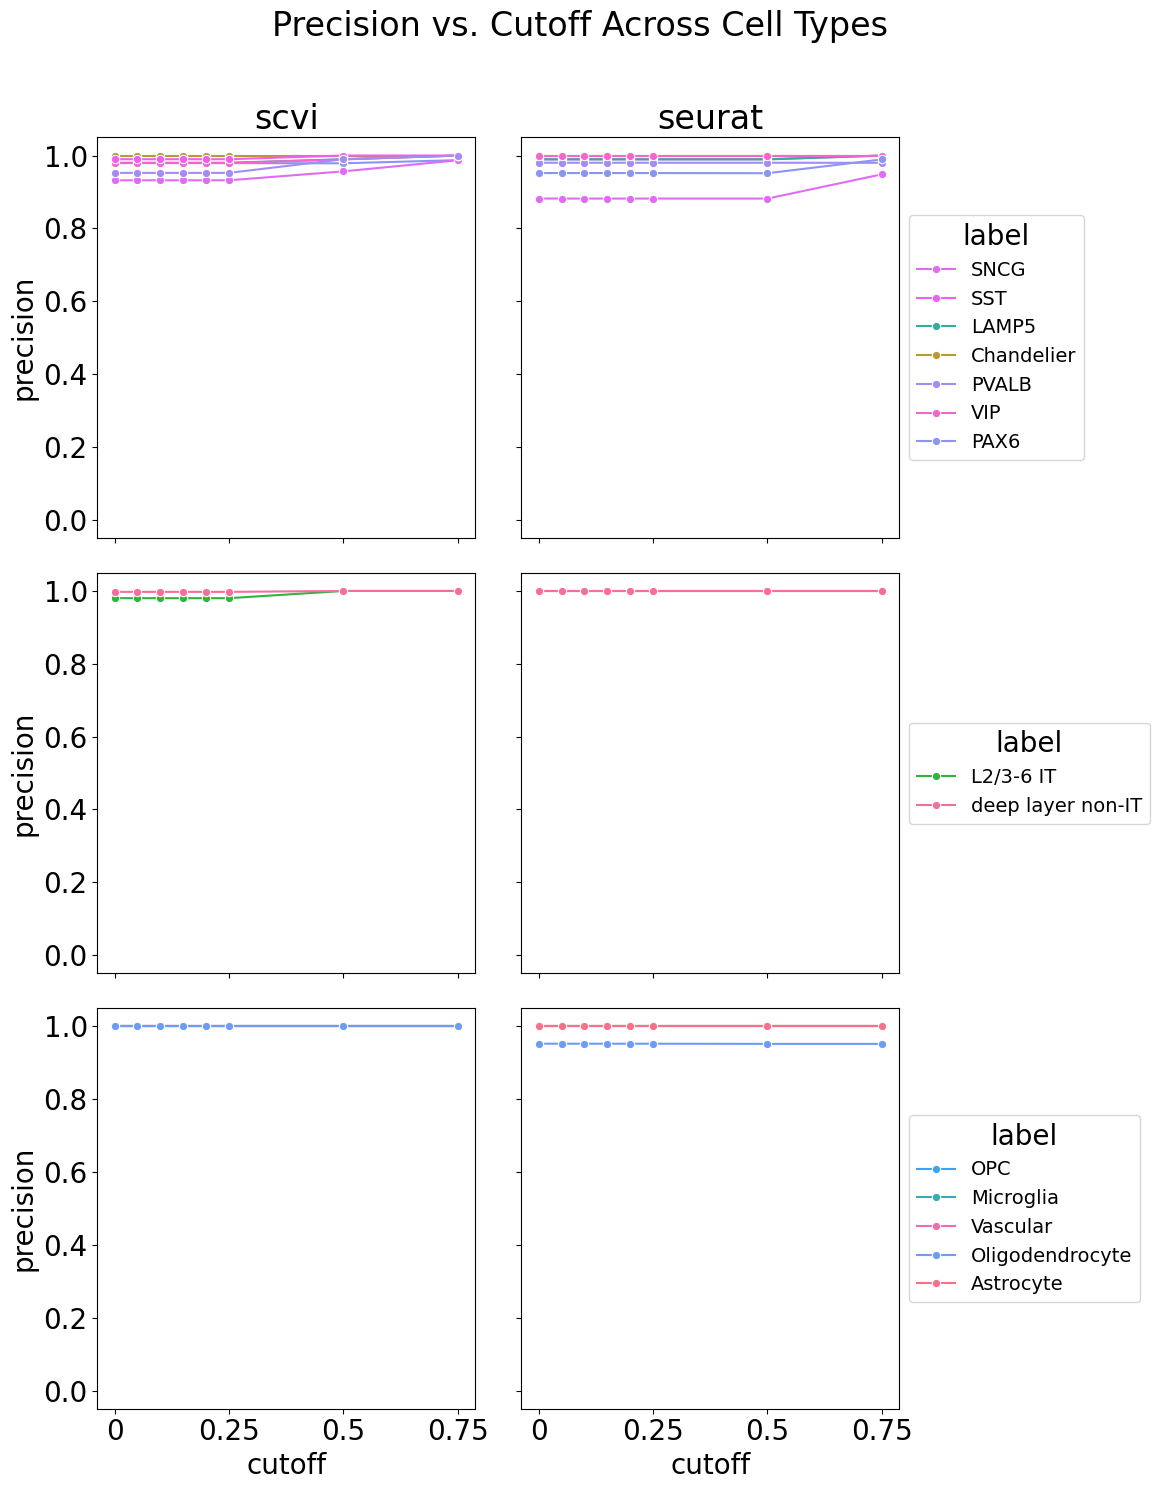 Precision vs. Cutoff Across Cell Types
scvi
seurat
1.0
0.8
0.6
0.4
0.2
0.0
precision
label
SNCG
SST
LAMP5
Chandelier
PVALB
VIP
PAX6
1.0
0.8
0.6
0.4
0.2
0.0
precision
label
L2/3-6 IT
deep layer non-IT
1.0
0.8
0.6
0.4
0.2
0.0
precision
label
OPC
Microglia
Vascular
Oligodendrocyte
Astrocyte
0 0.25 0.5 0.75
cutoff
0 0.25 0.5 0.75
cutoff